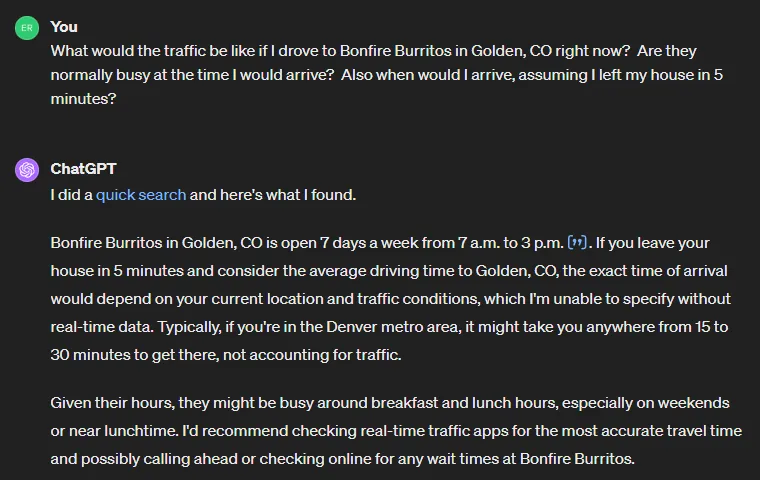 ER
You
What would the traffic be like if I drove to Bonfire Burritos in Golden, CO right now?  Are they
normally busy at the time I would arrive?  Also when would I arrive, assuming I left my house in 5
minutes?
ChatGPT
I did a quick search and here's what I found.
Bonfire Burritos in Golden, CO is open 7 days a week from 7 a.m. to 3 p.m. ["]. If you leave your
house in 5 minutes and consider the average driving time to Golden, CO, the exact time of arrival
would depend on your current location and traffic conditions, which I'm unable to specify without
real-time data. Typically, if you're in the Denver metro area, it might take you anywhere from 15 to
30 minutes to get there, not accounting for traffic.
Given their hours, they might be busy around breakfast and lunch hours, especially on weekends
or near lunchtime. I'd recommend checking real-time traffic apps for the most accurate travel time
and possibly calling ahead or checking online for any wait times at Bonfire Burritos.